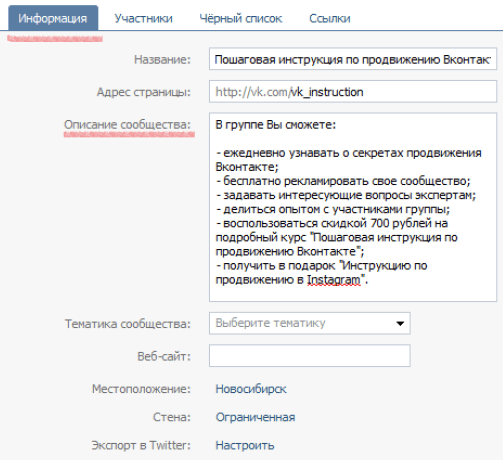 Информация Участники Чёрный список Ссылки
Название: Пошаговая инструкция по продвижению Вконтак
Адрес страницы: http://vk.com/vk_instruction
Описание сообщества: В группе Вы сможете:
- ежедневно узнавать о секретах продвижения
Вконтакте;
- бесплатно рекламировать свое сообщество;
- задавать интересующие вопросы экспертам;
- делиться опытом с участниками группы;
- воспользоваться скидкой 700 рублей на
подробный курс "Пошаговая инструкция по
продвижению Вконтакте";
- получить в подарок "Инструкцию по
продвижению в Instagram".
Тематика сообщества: Выберите тематику
Веб-сайт:
Местоположение: Новосибирск
Стена: Ограниченная
Экспорт в Twitter: Настроить